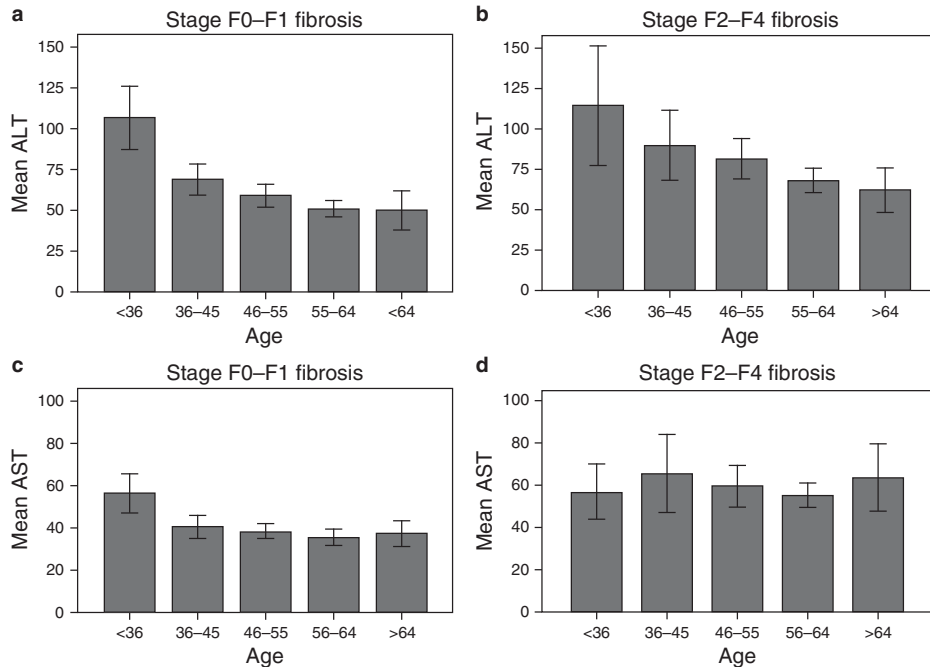 a
Stage F0–F1 fibrosis
Mean ALT
150
125
100
75
50
25
0
<36 36–45 46–55 55–64 <64
Age
b
Stage F2–F4 fibrosis
Mean ALT
150
125
100
75
50
25
0
<36 36–45 46–55 55–64 >64
Age
c
Stage F0–F1 fibrosis
Mean AST
100
80
60
40
20
0
<36 36–45 46–55 56–64 >64
Age
d
Stage F2–F4 fibrosis
Mean AST
100
80
60
40
60
0
<36 36–45 46–55 56–64 >64
Age